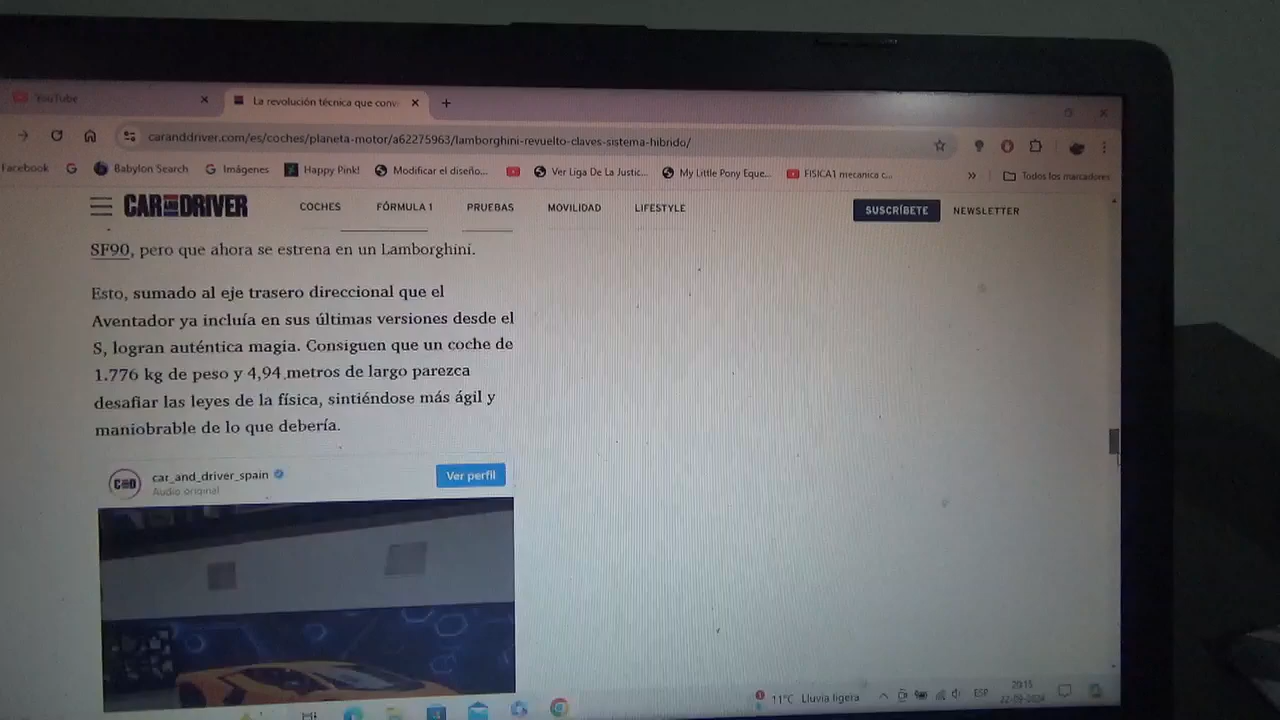 YouTube
La revolución técnica que conv
caranddriver.com/es/coches/planeta-motor/a62275963/lamborghini-revuelto-claves-sistema-hibrido/
Facebook
Babylon Search
Imágenes
Happy Pink!
Modificar el diseño...
Ver Liga De La Justic...
My Little Pony Eque...
FISICA1 mecanica c...
»
Todos los marcadores
CAR AND DRIVER
COCHES
FÓRMULA 1
PRUEBAS
MOVILIDAD
LIFESTYLE
SUSCRÍBETE
NEWSLETTER
SF90, pero que ahora se estrena en un Lamborghini.
Esto, sumado al eje trasero direccional que el
Aventador ya incluía en sus últimas versiones desde el
S, logran auténtica magia. Consiguen que un coche de
1.776 kg de peso y 4,94 metros de largo parezca
desafiar las leyes de la física, sintiéndose más ágil y
maniobrable de lo que debería.
C&D
car_and_driver_spain
Audio original
Ver perfil
11°C Lluvia ligera
ESP
20:15
22-09-2024